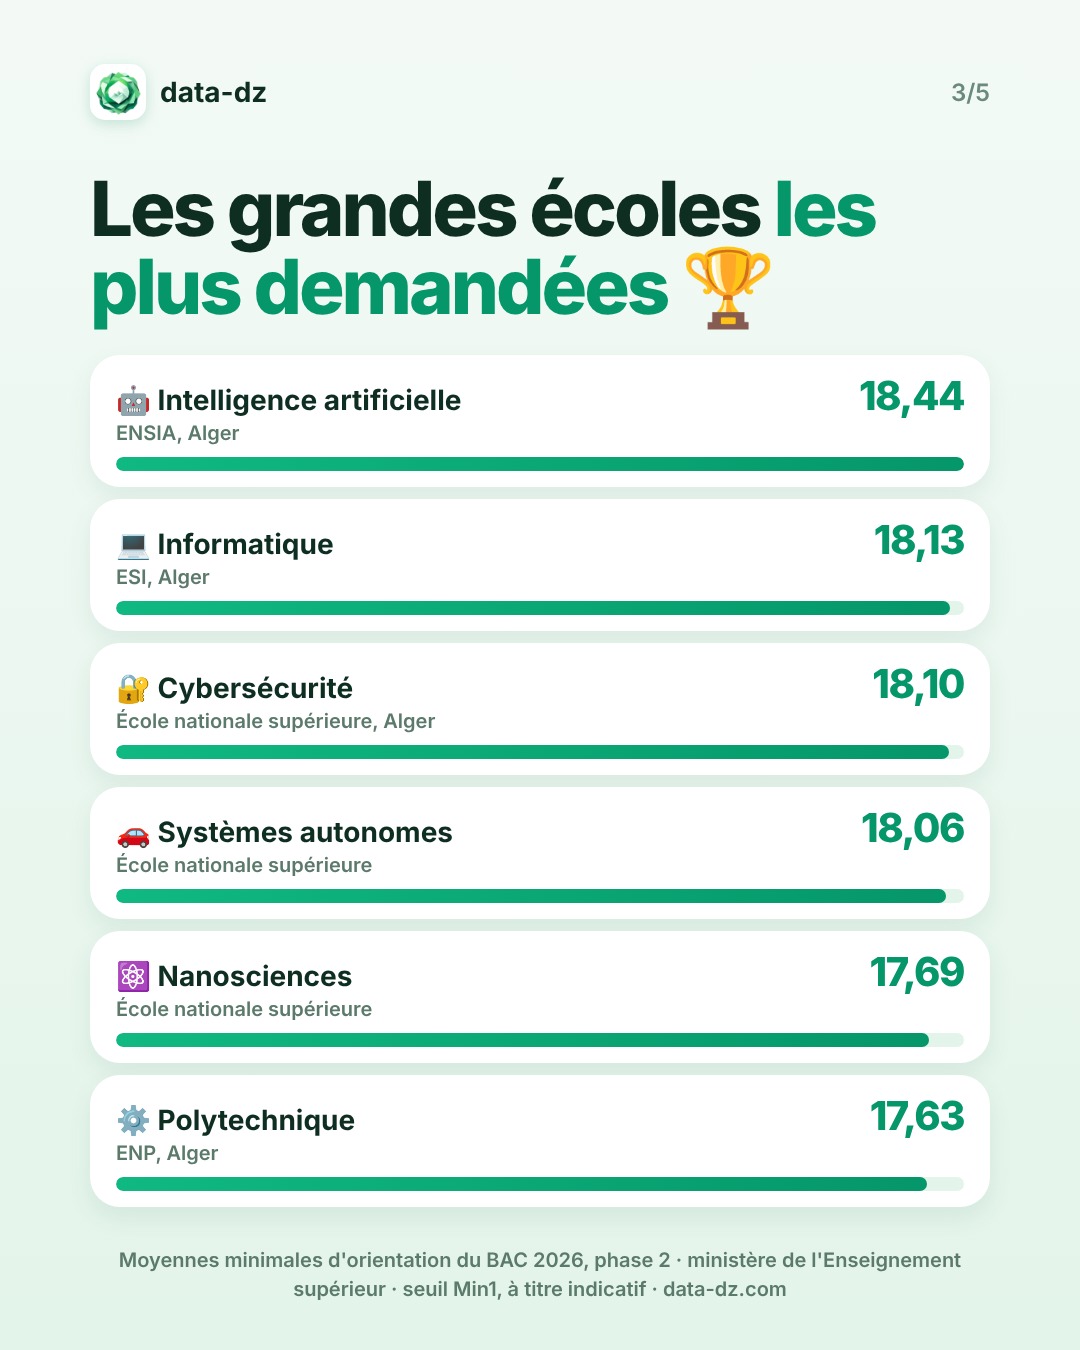 data-dz
3/5
Les grandes écoles les
plus demandées 🏆
🤖 Intelligence artificielle
18,44
ENSIA, Alger
💻 Informatique
18,13
ESI, Alger
🔐 Cybersécurité
18,10
École nationale supérieure, Alger
🚗 Systèmes autonomes
18,06
École nationale supérieure
⚛️ Nanosciences
17,69
École nationale supérieure
⚙️ Polytechnique
17,63
ENP, Alger
Moyennes minimales d'orientation du BAC 2026, phase 2 · ministère de l'Enseignement
supérieur · seuil Min1, à titre indicatif · data-dz.com